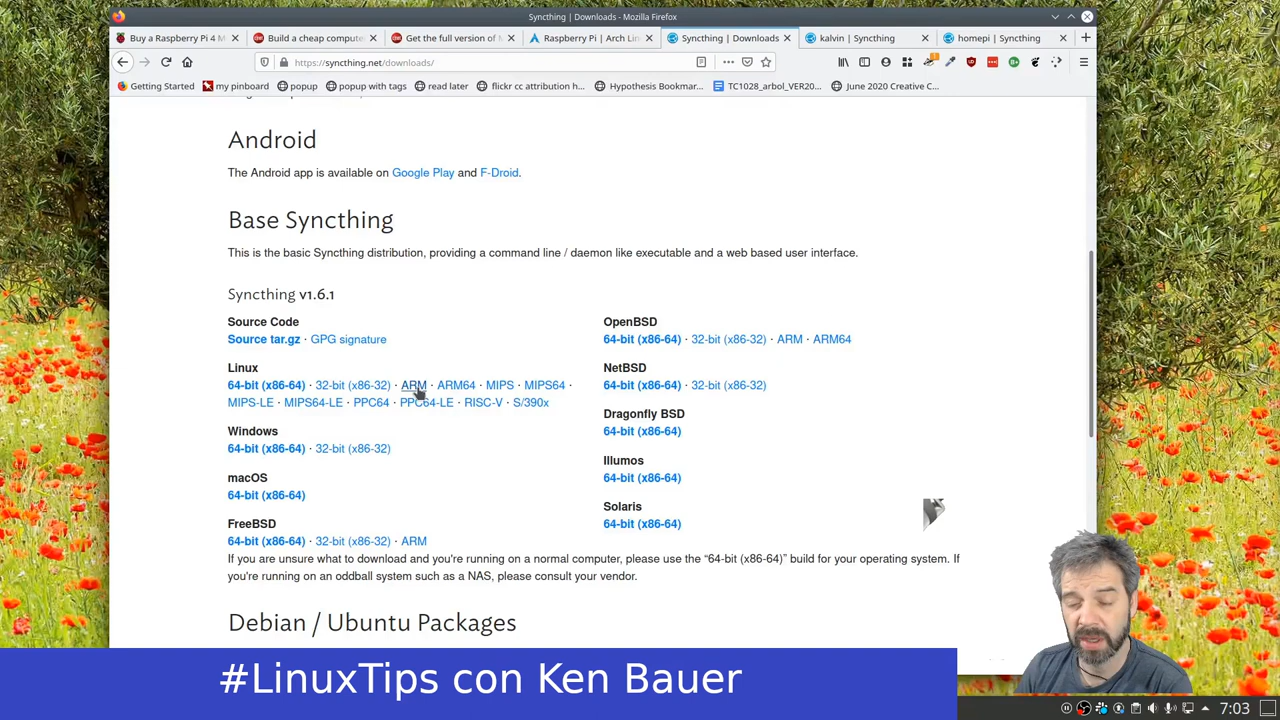 Syncthing | Downloads - Mozilla Firefox
Buy a Raspberry Pi 4 M
Build a cheap compute
Get the full version of
Raspberry Pi | Arch Lin
Syncthing | Downloads
kalvin | Syncthing
homepi | Syncthing
https://syncthing.net/downloads/
Getting Started
my pinboard
popup
popup with tags
read later
flickr cc attribution h...
Hypothesis Bookmar...
TC1028_arbol_VER20...
June 2020 Creative C...
Android
The Android app is available on Google Play and F-Droid.
Base Syncthing
This is the basic Syncthing distribution, providing a command line / daemon like executable and a web based user interface.
Syncthing v1.6.1
Source Code
Source tar.gz · GPG signature
Linux
64-bit (x86-64) · 32-bit (x86-32) · ARM · ARM64 · MIPS · MIPS64 ·
MIPS-LE · MIPS64-LE · PPC64 · PPC64-LE · RISC-V · S/390x
Windows
64-bit (x86-64) · 32-bit (x86-32)
macOS
64-bit (x86-64)
FreeBSD
64-bit (x86-64) · 32-bit (x86-32) · ARM
OpenBSD
64-bit (x86-64) · 32-bit (x86-32) · ARM · ARM64
NetBSD
64-bit (x86-64) · 32-bit (x86-32)
Dragonfly BSD
64-bit (x86-64)
Illumos
64-bit (x86-64)
Solaris
64-bit (x86-64)
If you are unsure what to download and you're running on a normal computer, please use the “64-bit (x86-64)” build for your operating system. If
you're running on an oddball system such as a NAS, please consult your vendor.
Debian / Ubuntu Packages
#LinuxTips con Ken Bauer
7:03